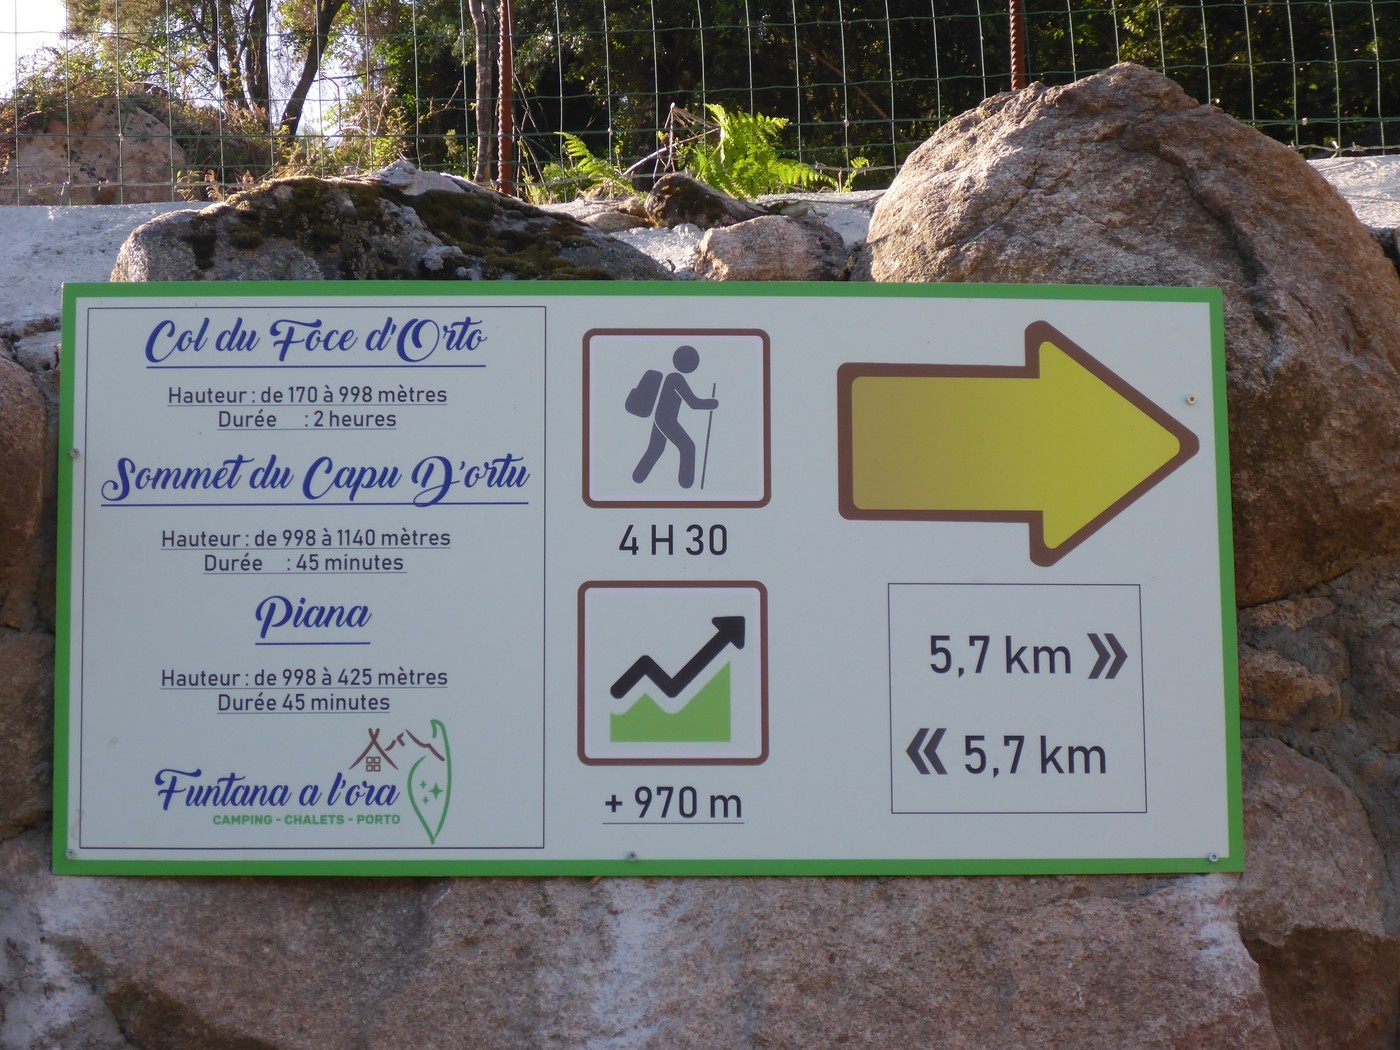 Col du Foce d'Orto
Hauteur : de 170 à 998 mètres
Durée : 2 heures
Sommet du Capu D'ortu
Hauteur : de 998 à 1140 mètres
Durée : 45 minutes
Piana
Hauteur : de 998 à 425 mètres
Durée 45 minutes
Funtana a l'ora
CAMPING - CHALETS - PORTO
4 H 30
+ 970 m
5,7 km »
« 5,7 km